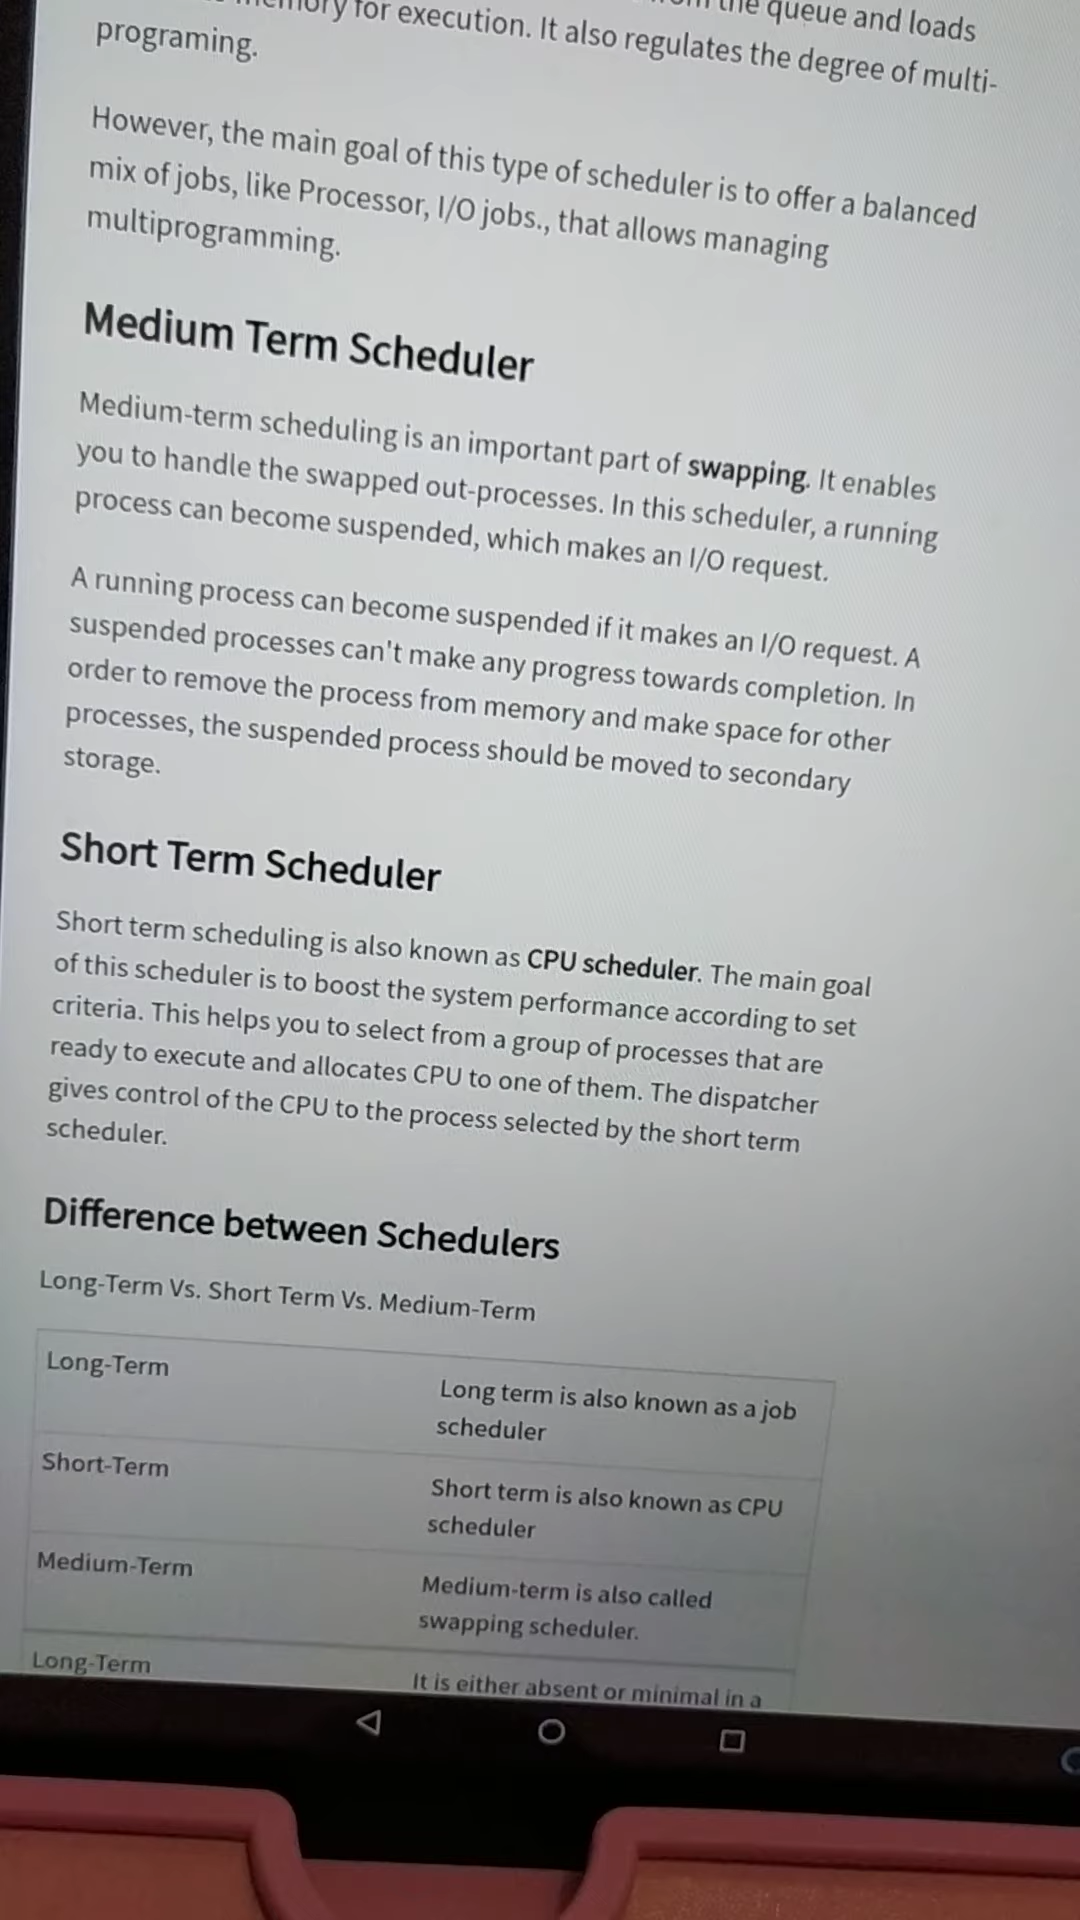 memory for execution. It also regulates the degree of multi-
the queue and loads
programing.
However, the main goal of this type of scheduler is to offer a balanced
mix of jobs, like Processor, I/O jobs., that allows managing
multiprogramming.
Medium Term Scheduler
Medium-term scheduling is an important part of swapping. It enables
you to handle the swapped out-processes. In this scheduler, a running
process can become suspended, which makes an I/O request.
A running process can become suspended if it makes an I/O request. A
suspended processes can't make any progress towards completion. In
order to remove the process from memory and make space for other
processes, the suspended process should be moved to secondary
storage.
Short Term Scheduler
Short term scheduling is also known as CPU scheduler. The main goal
of this scheduler is to boost the system performance according to set
criteria. This helps you to select from a group of processes that are
ready to execute and allocates CPU to one of them. The dispatcher
gives control of the CPU to the process selected by the short term
scheduler.
Difference between Schedulers
Long-Term Vs. Short Term Vs. Medium-Term
Long-Term
Long term is also known as a job
scheduler
Short-Term
Short term is also known as CPU
scheduler
Medium-Term
Medium-term is also called
swapping scheduler.
Long-Term
It is either absent or minimal in a